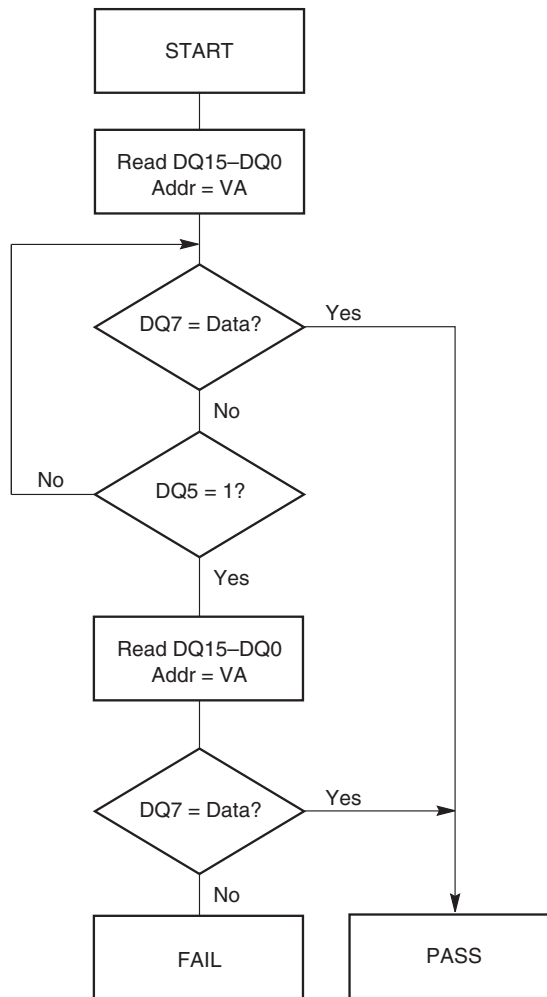 START
Read DQ15–DQ0
Addr = VA
DQ7 = Data?
Yes
No
No
DQ5 = 1?
Yes
Read DQ15–DQ0
Addr = VA
DQ7 = Data?
Yes
No
FAIL
PASS